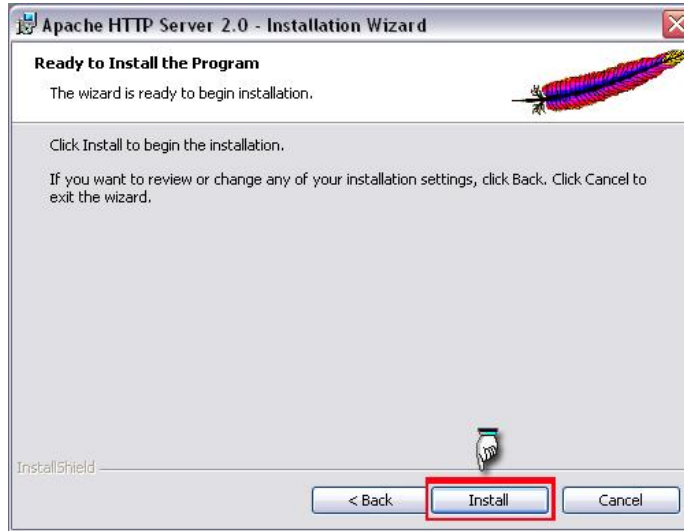 Apache HTTP Server 2.0 - Installation Wizard
Ready to Install the Program
The wizard is ready to begin installation.
Click Install to begin the installation.
If you want to review or change any of your installation settings, click Back. Click Cancel to
exit the wizard.
InstallShield
< Back Install Cancel